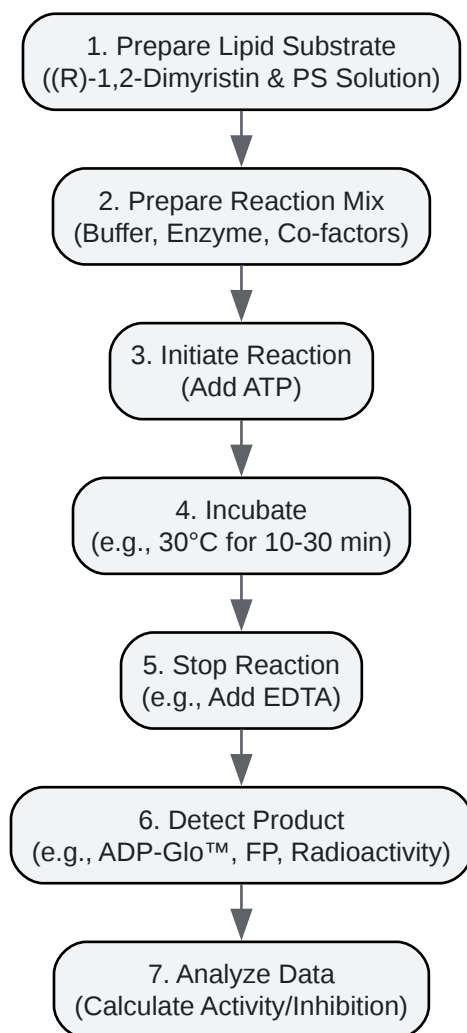 1. Prepare Lipid Substrate
((R)-1,2-Dimyristin & PS Solution)
2. Prepare Reaction Mix
(Buffer, Enzyme, Co-factors)
3. Initiate Reaction
(Add ATP)
4. Incubate
(e.g., 30°C for 10-30 min)
5. Stop Reaction
(e.g., Add EDTA)
6. Detect Product
(e.g., ADP-Glo™, FP, Radioactivity)
7. Analyze Data
(Calculate Activity/Inhibition)